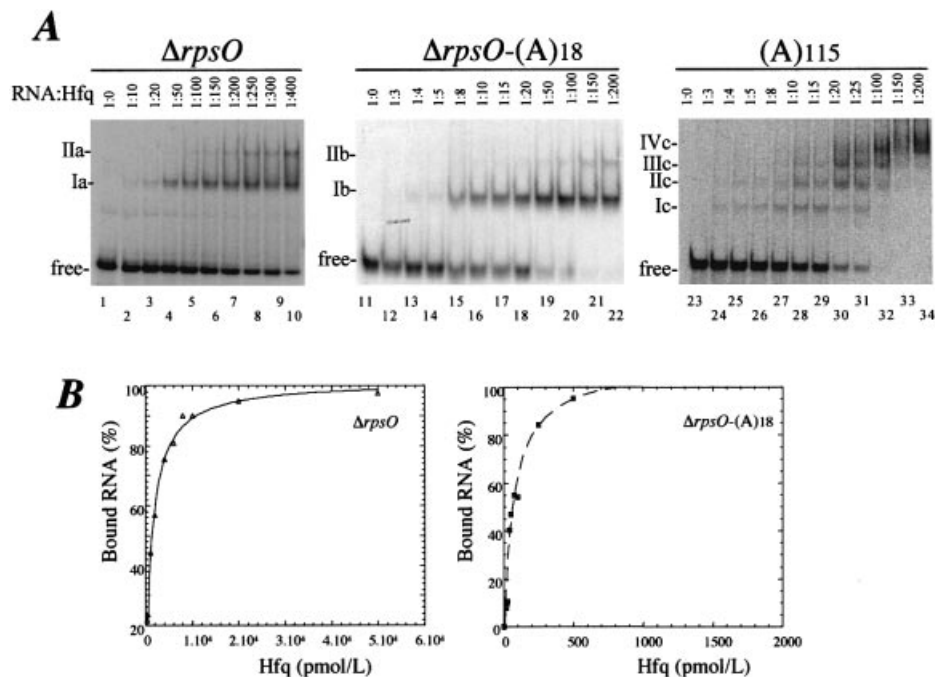 A
ΔrpsO
ΔrpsO-(A)18
(A)115
RNA:Hfq
1:0 1:10 1:20 1:50 1:100 1:150 1:200 1:250 1:300 1:400
1:0 1:3 1:4 1:5 1:8 1:10 1:15 1:20 1:50 1:100 1:150 1:200
1:0 1:3 1:4 1:5 1:8 1:10 1:15 1:20 1:25 1:100 1:150 1:200
IIa-
Ia-
free-
IIb-
Ib-
free-
IVc-
IIIc-
IIc-
Ic-
free-
1 3 5 7 9
2 4 6 8 10
11 13 15 17 19 21
12 14 16 18 20 22
23 25 27 29 31 33
24 26 28 30 32 34
B
Bound RNA (%)
100
80
60
40
20
ΔrpsO
0 1.10⁴ 2.10⁴ 3.10⁴ 4.10⁴ 5.10⁴ 6.10⁴
Hfq (pmol/L)
Bound RNA (%)
100
80
60
40
20
0
ΔrpsO-(A)18
0 500 1000 1500 2000
Hfq (pmol/L)